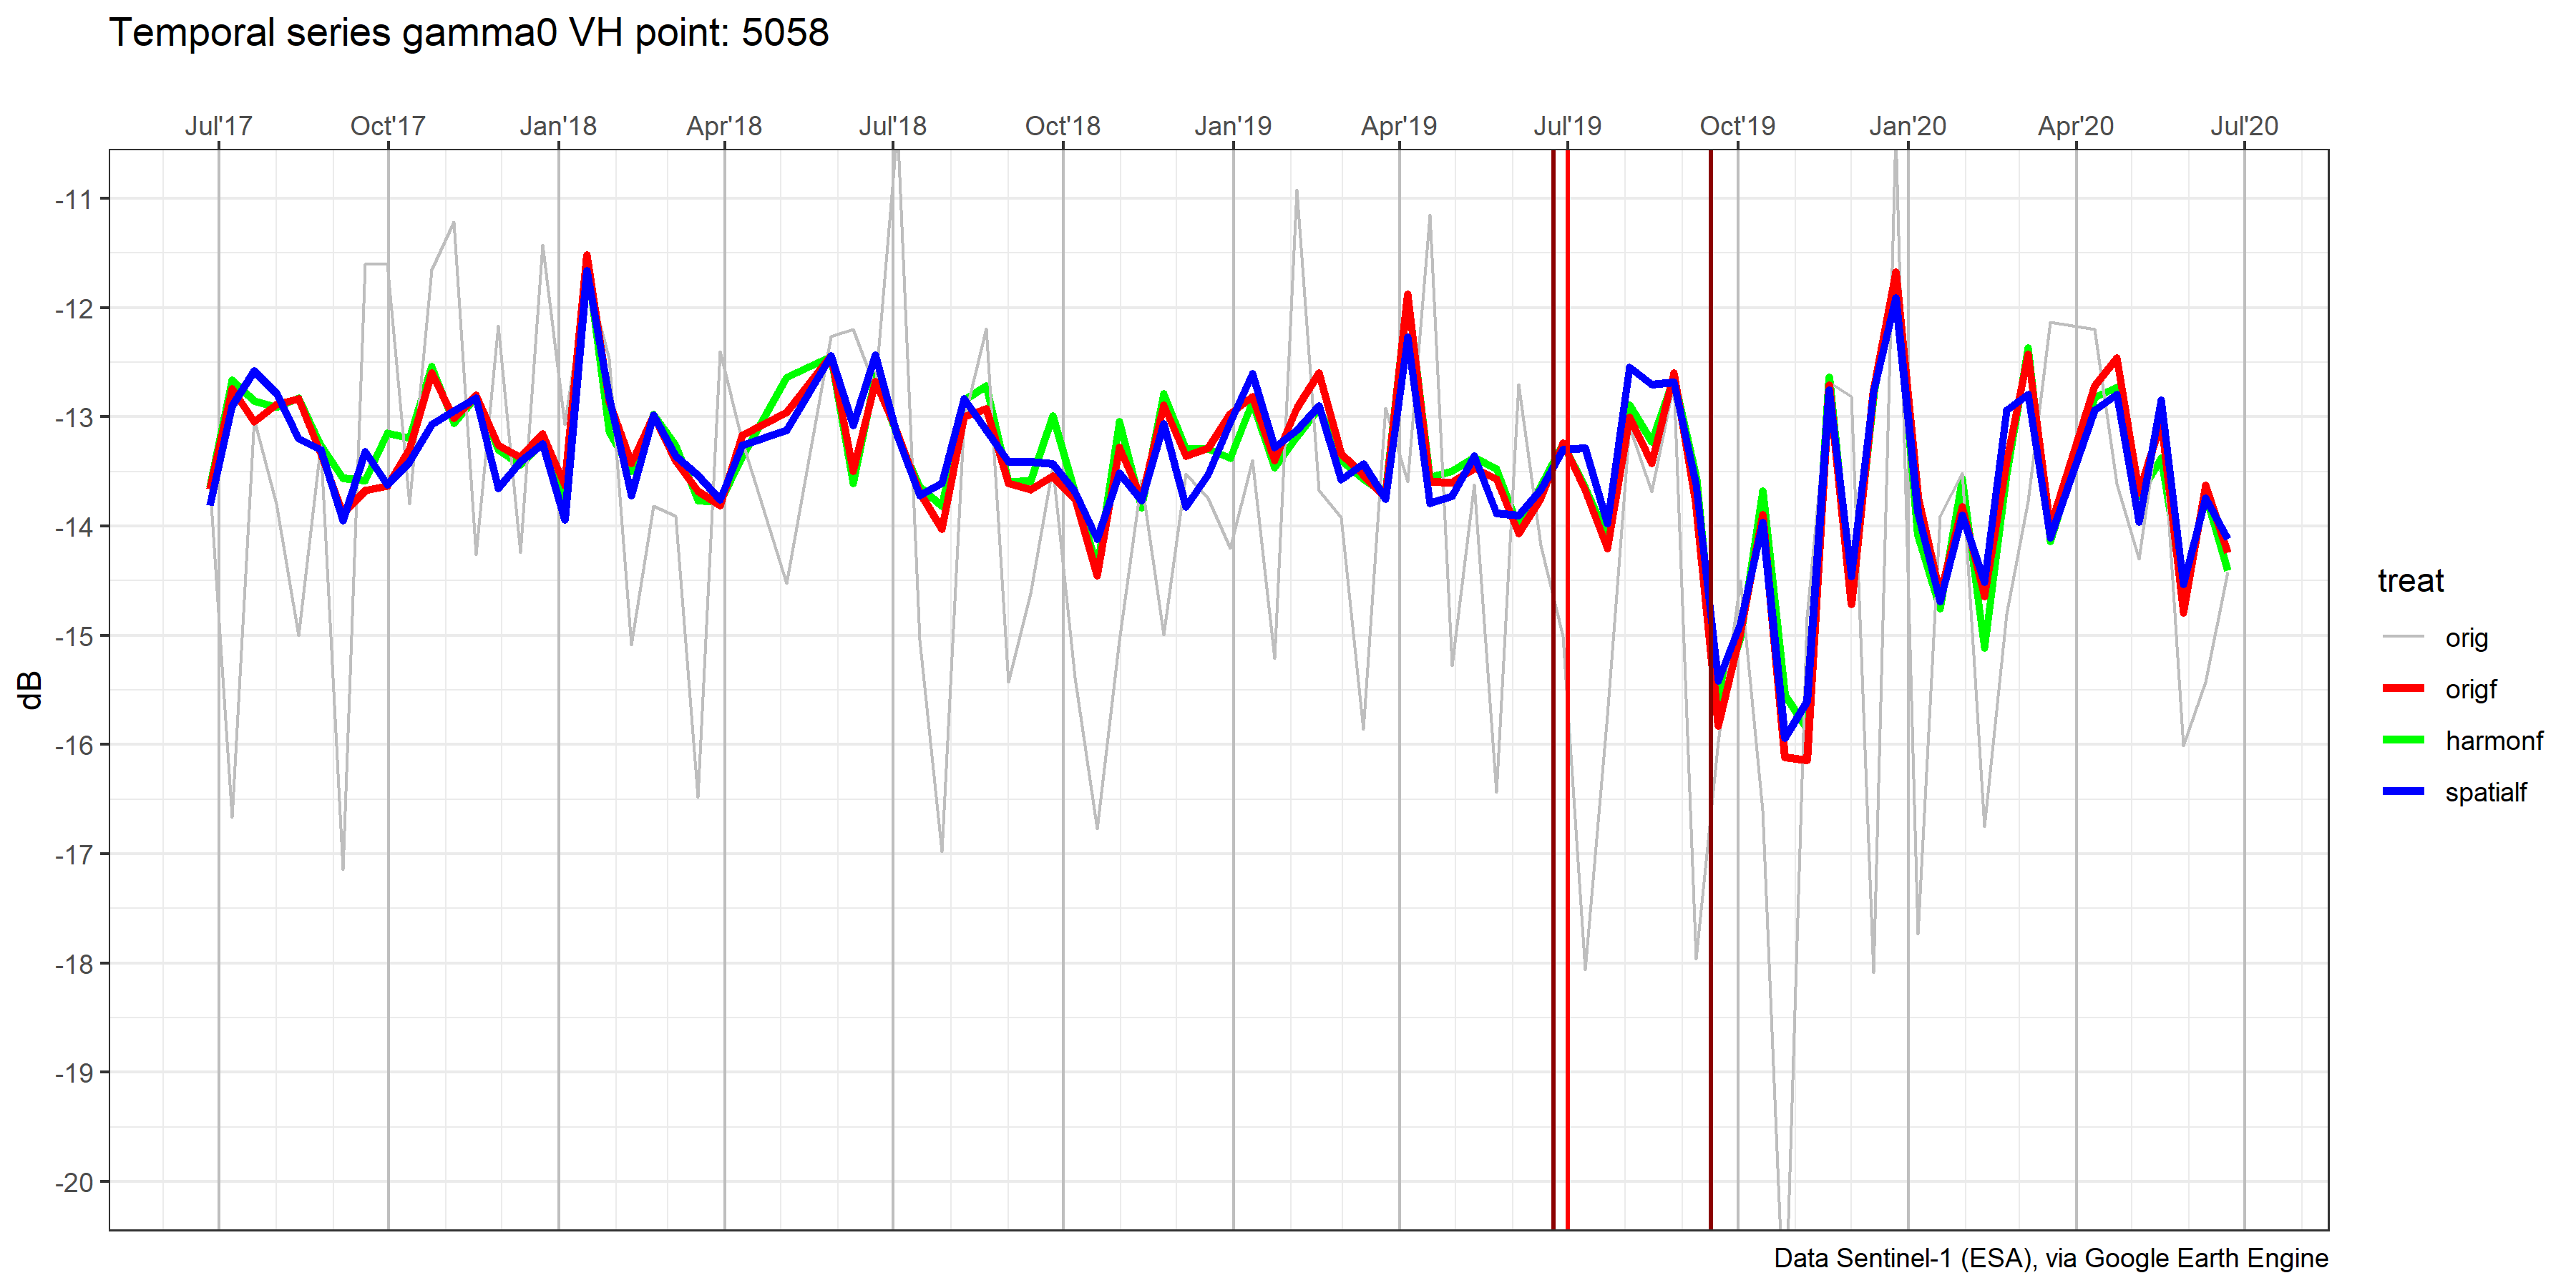 Temporal series gamma0 VH point: 5058
Jul'17 Oct'17 Jan'18 Apr'18 Jul'18 Oct'18 Jan'19 Apr'19 Jul'19 Oct'19 Jan'20 Apr'20 Jul'20
-11
-12
-13
-14
-15
-16
-17
-18
-19
-20
dB
treat
orig
origf
harmonf
spatialf
Data Sentinel-1 (ESA), via Google Earth Engine